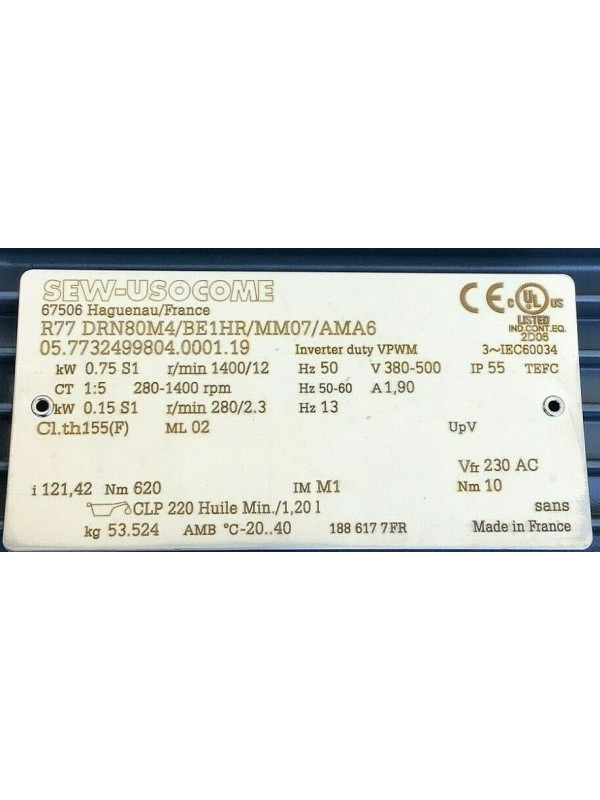 SEW-USOCOME
67506 Haguenau/France
R77 DRN80M4/BE1HR/MM07/AMA6
05.7732499804.0001.19 Inverter duty VPWM 3~IEC60034
CE c UL US
LISTED
IND.CONT.EQ.
2D06
kW 0.75 S1 r/min 1400/12 Hz 50 V 380-500 IP 55 TEFC
CT 1:5 280-1400 rpm Hz 50-60 A 1,90
kW 0.15 S1 r/min 280/2.3 Hz 13
Cl.th155(F) ML 02 UpV
Vfr 230 AC
i 121,42 Nm 620 IM M1 Nm 10
CLP 220 Huile Min./1,20 l sans
kg 53.524 AMB °C-20..40 188 617 7FR Made in France